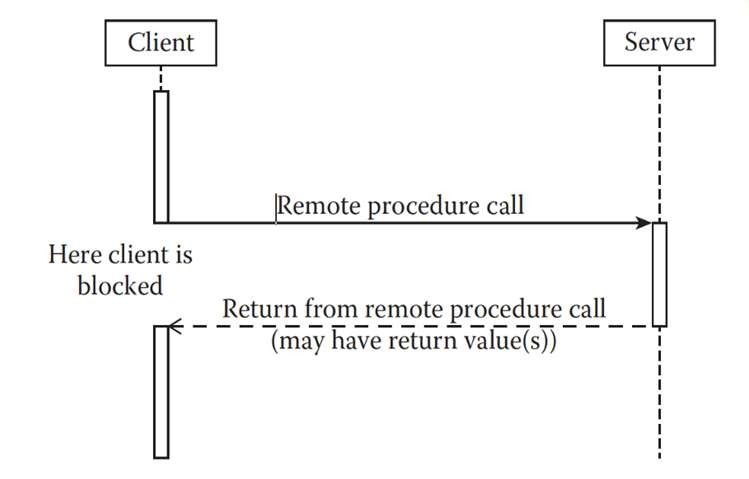 Client
Server
Remote procedure call
Here client is
blocked
Return from remote procedure call
(may have return value(s))